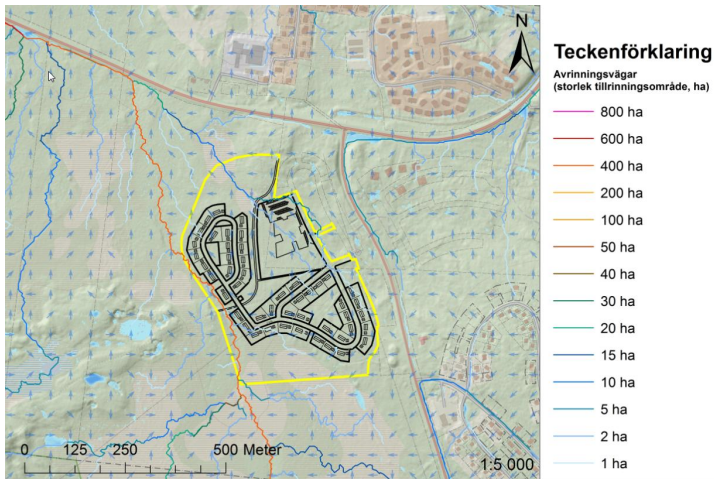 N
0 125 250 500 Meter
1:5 000
Teckenförklaring
Avrinningsvägar
(storlek tillrinningsområde, ha)
800 ha
600 ha
400 ha
200 ha
100 ha
50 ha
40 ha
30 ha
20 ha
15 ha
10 ha
5 ha
2 ha
1 ha